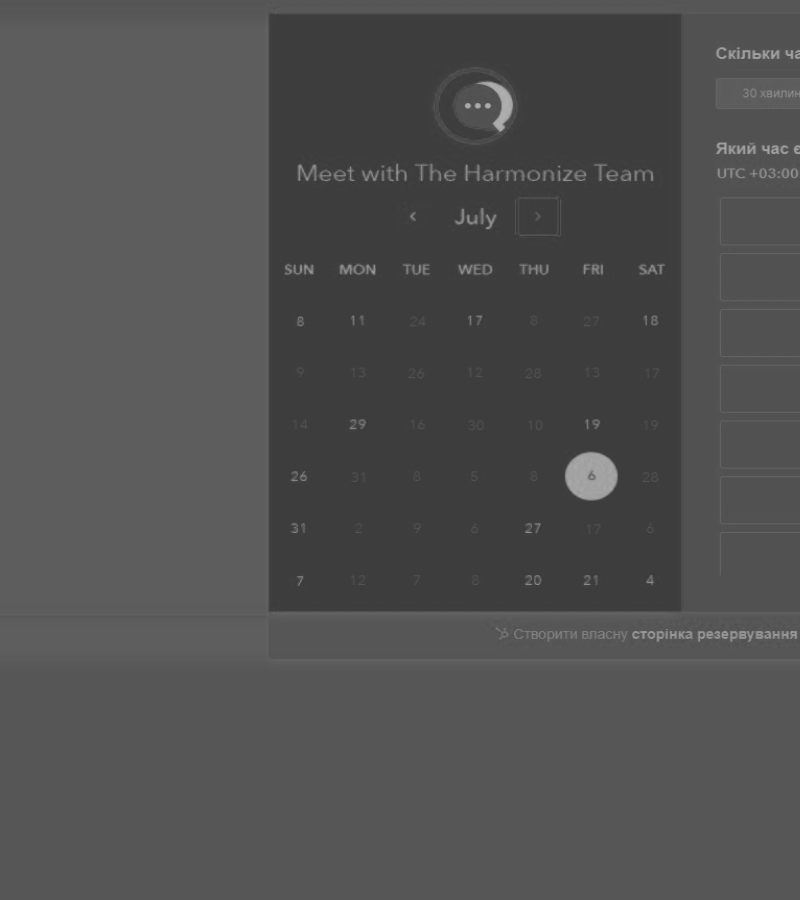 Meet with The Harmonize Team
July
SUN MON TUE WED THU FRI SAT
8 11 24 17 8 27 18
9 13 26 12 28 13 17
14 29 16 30 10 19 19
26 31 8 5 8 6 28
31 2 9 6 27 17 6
7 12 7 8 20 21 4
Скільки ча
30 хвилин
Який час є
UTC +03:00
Створити власну сторінка резервування